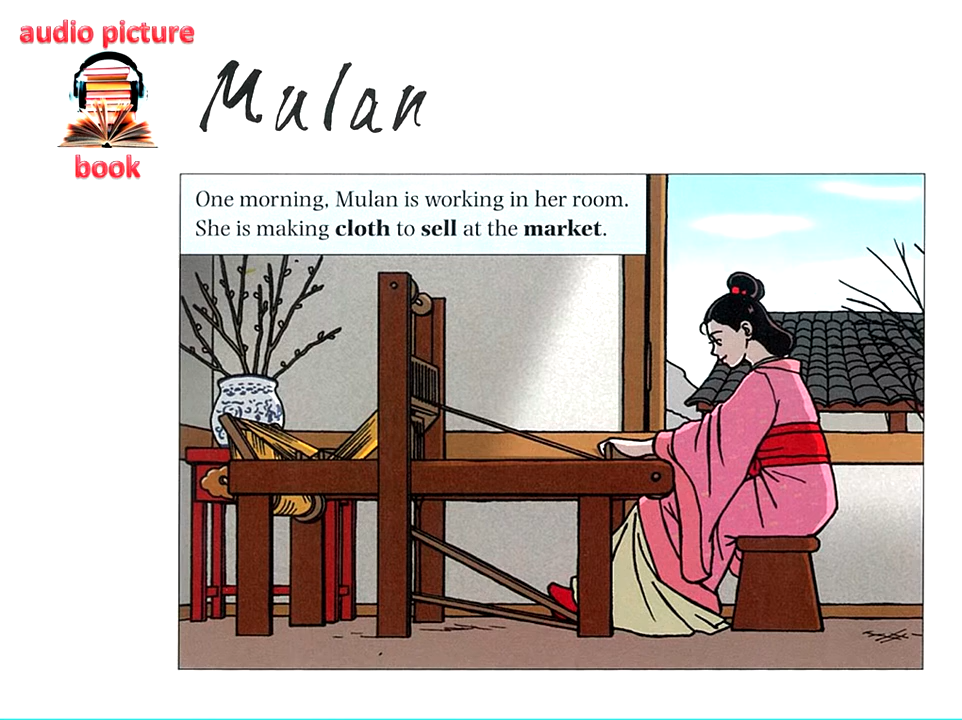 audio picture
book
Mulan
One morning, Mulan is working in her room.
She is making cloth to sell at the market.